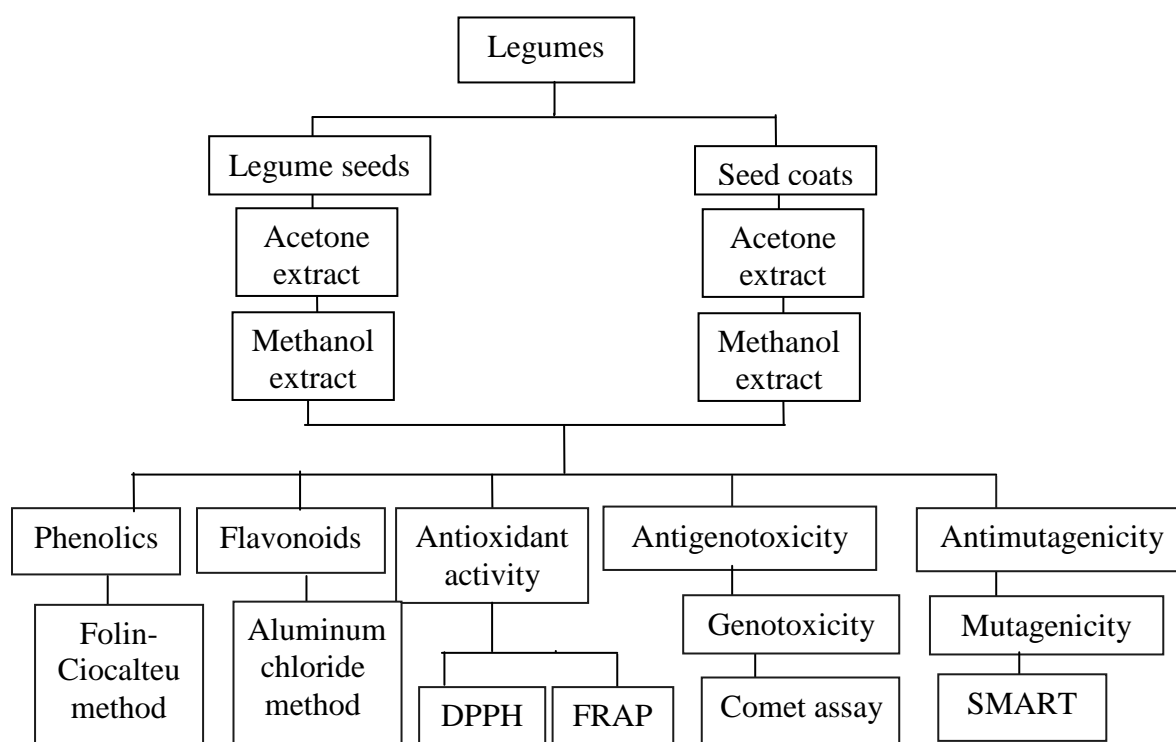 Legumes
Legume seeds
Seed coats
Acetone
extract
Acetone
extract
Methanol
extract
Methanol
extract
Phenolics
Flavonoids
Antioxidant
activity
Antigenotoxicity
Antimutagenicity
Folin-
Ciocalteu
method
Aluminum
chloride
method
DPPH
FRAP
Genotoxicity
Comet assay
Mutagenicity
SMART